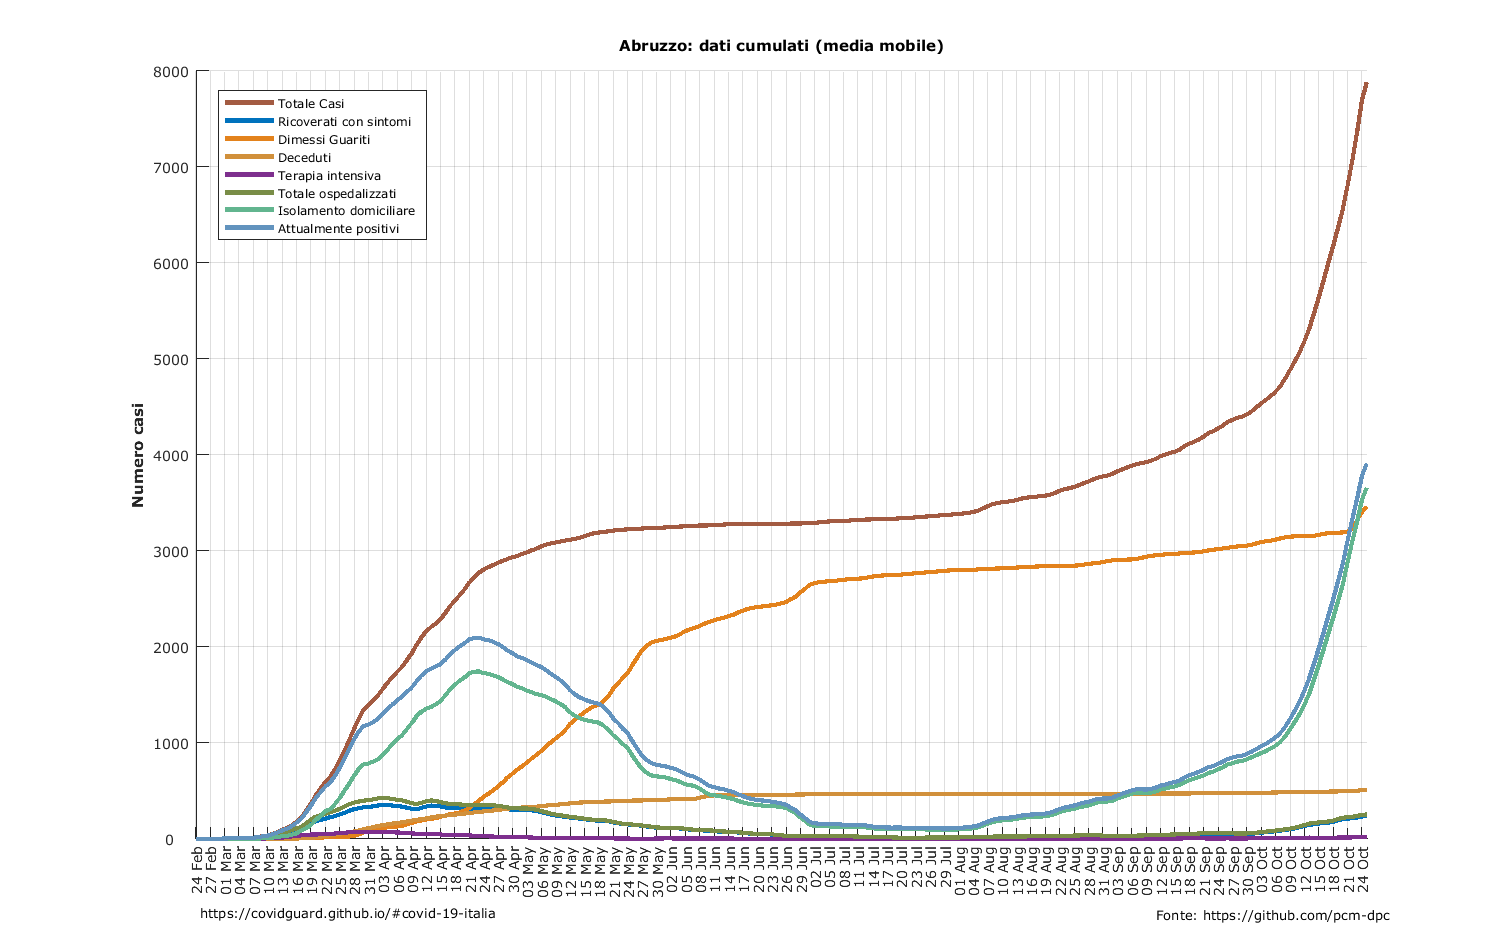 Abruzzo: dati cumulati (media mobile)
Numero casi
8000
7000
6000
5000
4000
3000
2000
1000
0
Totale Casi
Ricoverati con sintomi
Dimessi Guariti
Deceduti
Terapia intensiva
Totale ospedalizzati
Isolamento domiciliare
Attualmente positivi
24 Feb
27 Feb
01 Mar
04 Mar
07 Mar
10 Mar
13 Mar
16 Mar
19 Mar
22 Mar
25 Mar
28 Mar
31 Mar
03 Apr
06 Apr
09 Apr
12 Apr
15 Apr
18 Apr
21 Apr
24 Apr
27 Apr
30 Apr
03 May
06 May
09 May
12 May
15 May
18 May
21 May
24 May
27 May
30 May
02 Jun
05 Jun
08 Jun
11 Jun
14 Jun
17 Jun
20 Jun
23 Jun
26 Jun
29 Jun
02 Jul
05 Jul
08 Jul
11 Jul
14 Jul
17 Jul
20 Jul
23 Jul
26 Jul
29 Jul
01 Aug
04 Aug
07 Aug
10 Aug
13 Aug
16 Aug
19 Aug
22 Aug
25 Aug
28 Aug
31 Aug
03 Sep
06 Sep
09 Sep
12 Sep
15 Sep
18 Sep
21 Sep
24 Sep
27 Sep
30 Sep
03 Oct
06 Oct
09 Oct
12 Oct
15 Oct
18 Oct
21 Oct
24 Oct
https://covidguard.github.io/#covid-19-italia
Fonte: https://github.com/pcm-dpc